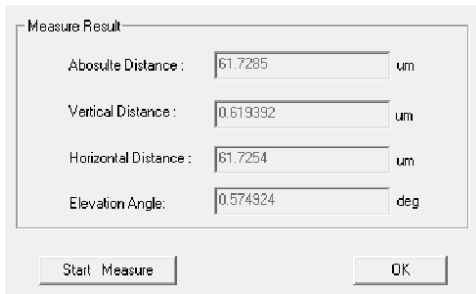 Measure Result
Abosulte Distance : 61.7285 um
Vertical Distance : 0.619392 um
Horizontal Distance : 61.7254 um
Elevation Angle: 0.574924 deg
Start Measure OK